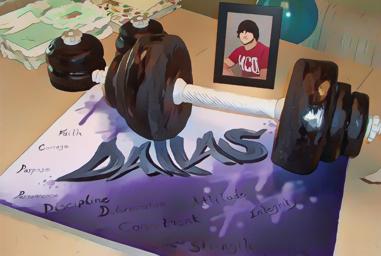 Faith
Courage
Purpose
DALLAS
Discipline
Determination
Attitude
Commitment
Integrity
Strength